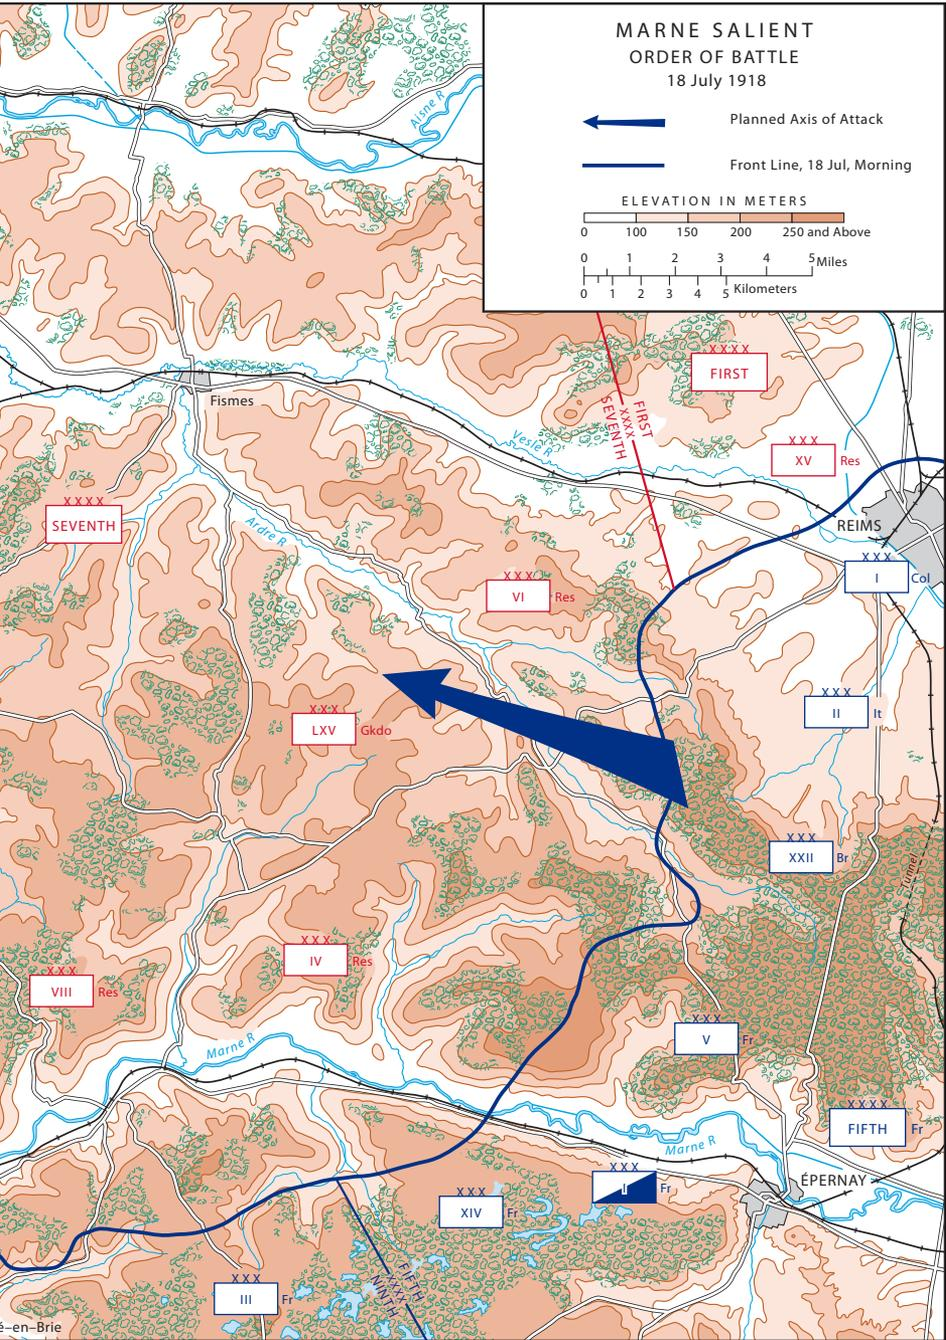 MARNE SALIENT
ORDER OF BATTLE
18 July 1918
Planned Axis of Attack
Front Line, 18 Jul, Morning
ELEVATION IN METERS
0 100 150 200 250 and Above
0 1 2 3 4 5 Miles
0 1 2 3 4 5 Kilometers
Aisne R
XXXX
FIRST
FIRST
XXXX
SEVENTH
Fismes
Vesle R
XXX
XV Res
XXXX
SEVENTH
REIMS
Ardre R
XXX
I Col
XXX
VI Res
XXX
II It
XXX
LXV Gkdo
XXX
XXII Br
Tunnel
XXX
IV Res
XXX
VIII Res
XXX
V Fr
Marne R
XXXX
FIFTH Fr
Marne R
XXX
I Fr
ÉPERNAY
XXX
XIV Fr
FIFTH
XXXX
NINTH
XXX
III Fr
é–en–Brie